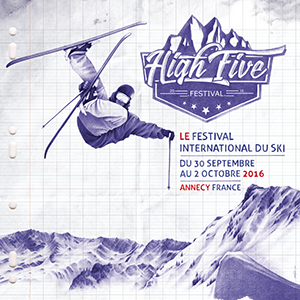 High Five
FESTIVAL
LE FESTIVAL
INTERNATIONAL DU SKI
DU 30 SEPTEMBRE
AU 2 OCTOBRE 2016
ANNECY FRANCE